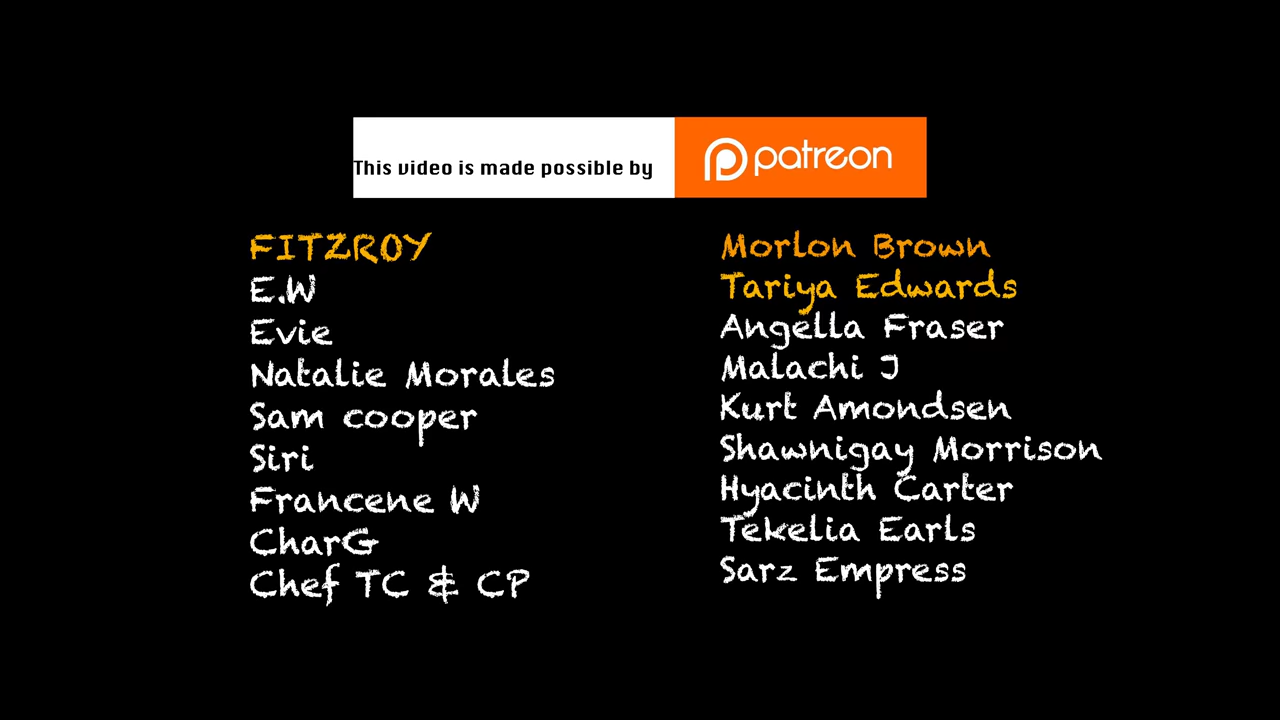 This video is made possible by patreon
FITZROY
E.W
Evie
Natalie Morales
Sam cooper
Siri
Francene W
CharG
Chef TC & CP
Morlon Brown
Tariya Edwards
Angella Fraser
Malachi J
Kurt Amondsen
Shawnigay Morrison
Hyacinth Carter
Tekelia Earls
Sarz Empress